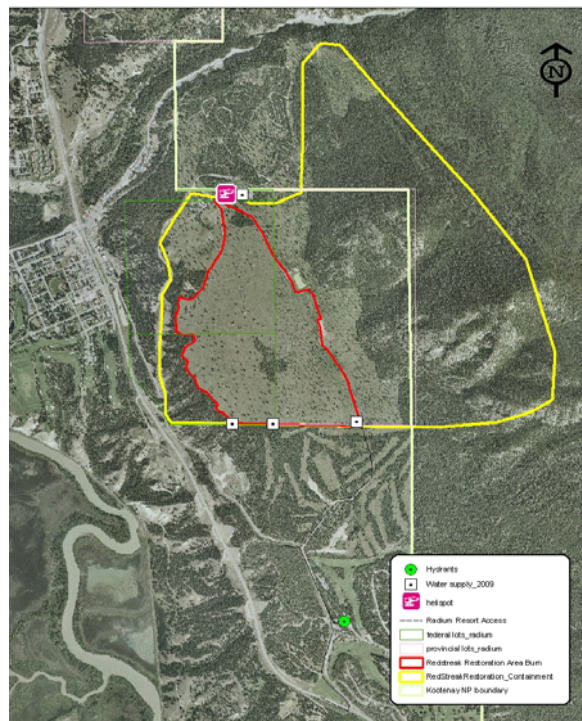 N
Hydrants
Water supply_2009
helispot
Radium Resort Access
federal lots_radium
provincial lots_radium
Redstreak Restoration Area Burn
RedStreakRestoration_Containment
Kootenay NP boundary